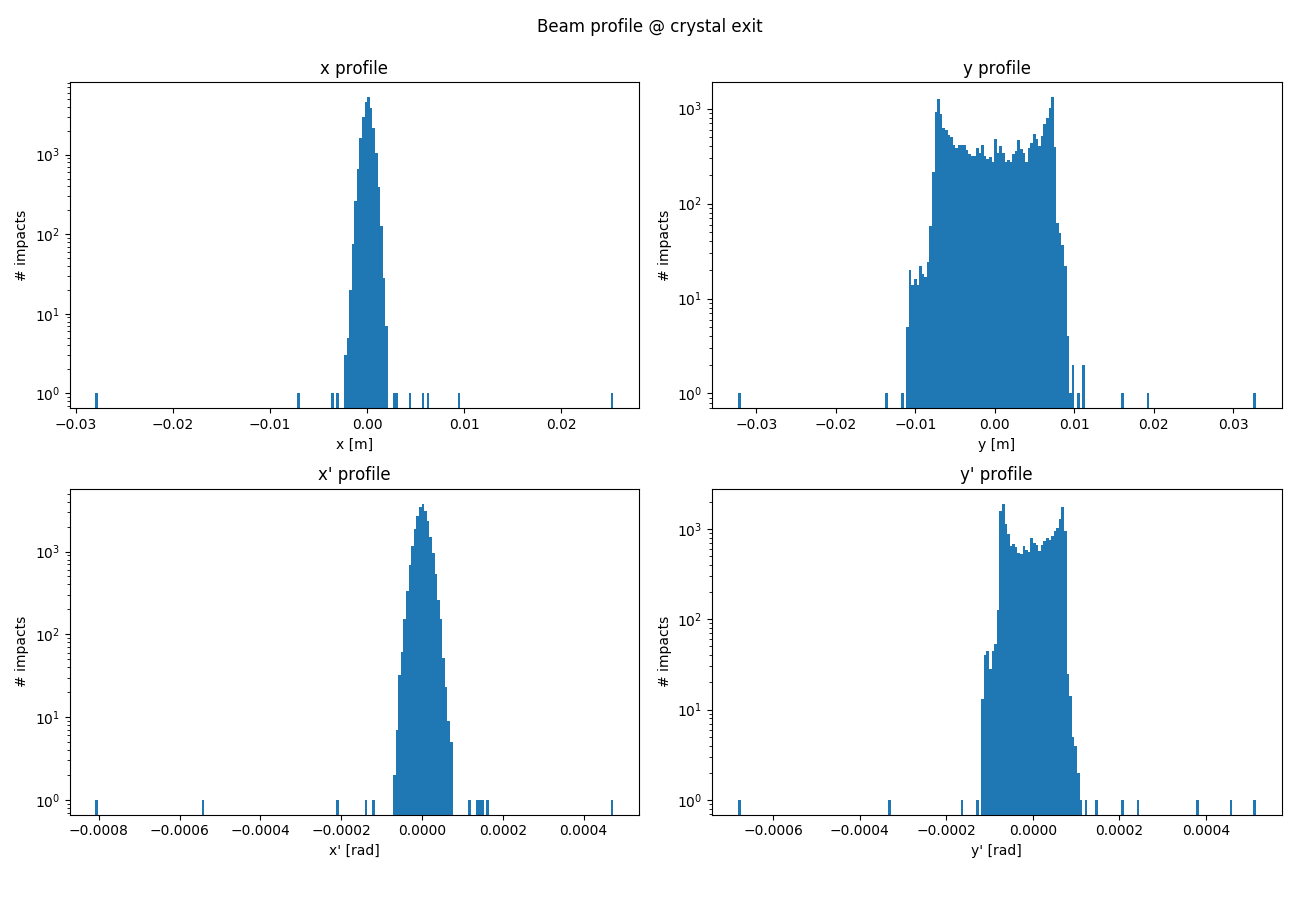 Beam profile @ crystal exit
x profile
# impacts
10³
10²
10¹
10⁰
−0.03 −0.02 −0.01 0.00 0.01 0.02
x [m]
y profile
# impacts
10³
10²
10¹
10⁰
−0.03 −0.02 −0.01 0.00 0.01 0.02 0.03
y [m]
x' profile
# impacts
10³
10²
10¹
10⁰
−0.0008 −0.0006 −0.0004 −0.0002 0.0000 0.0002 0.0004
x' [rad]
y' profile
# impacts
10³
10²
10¹
10⁰
−0.0006 −0.0004 −0.0002 0.0000 0.0002 0.0004
y' [rad]